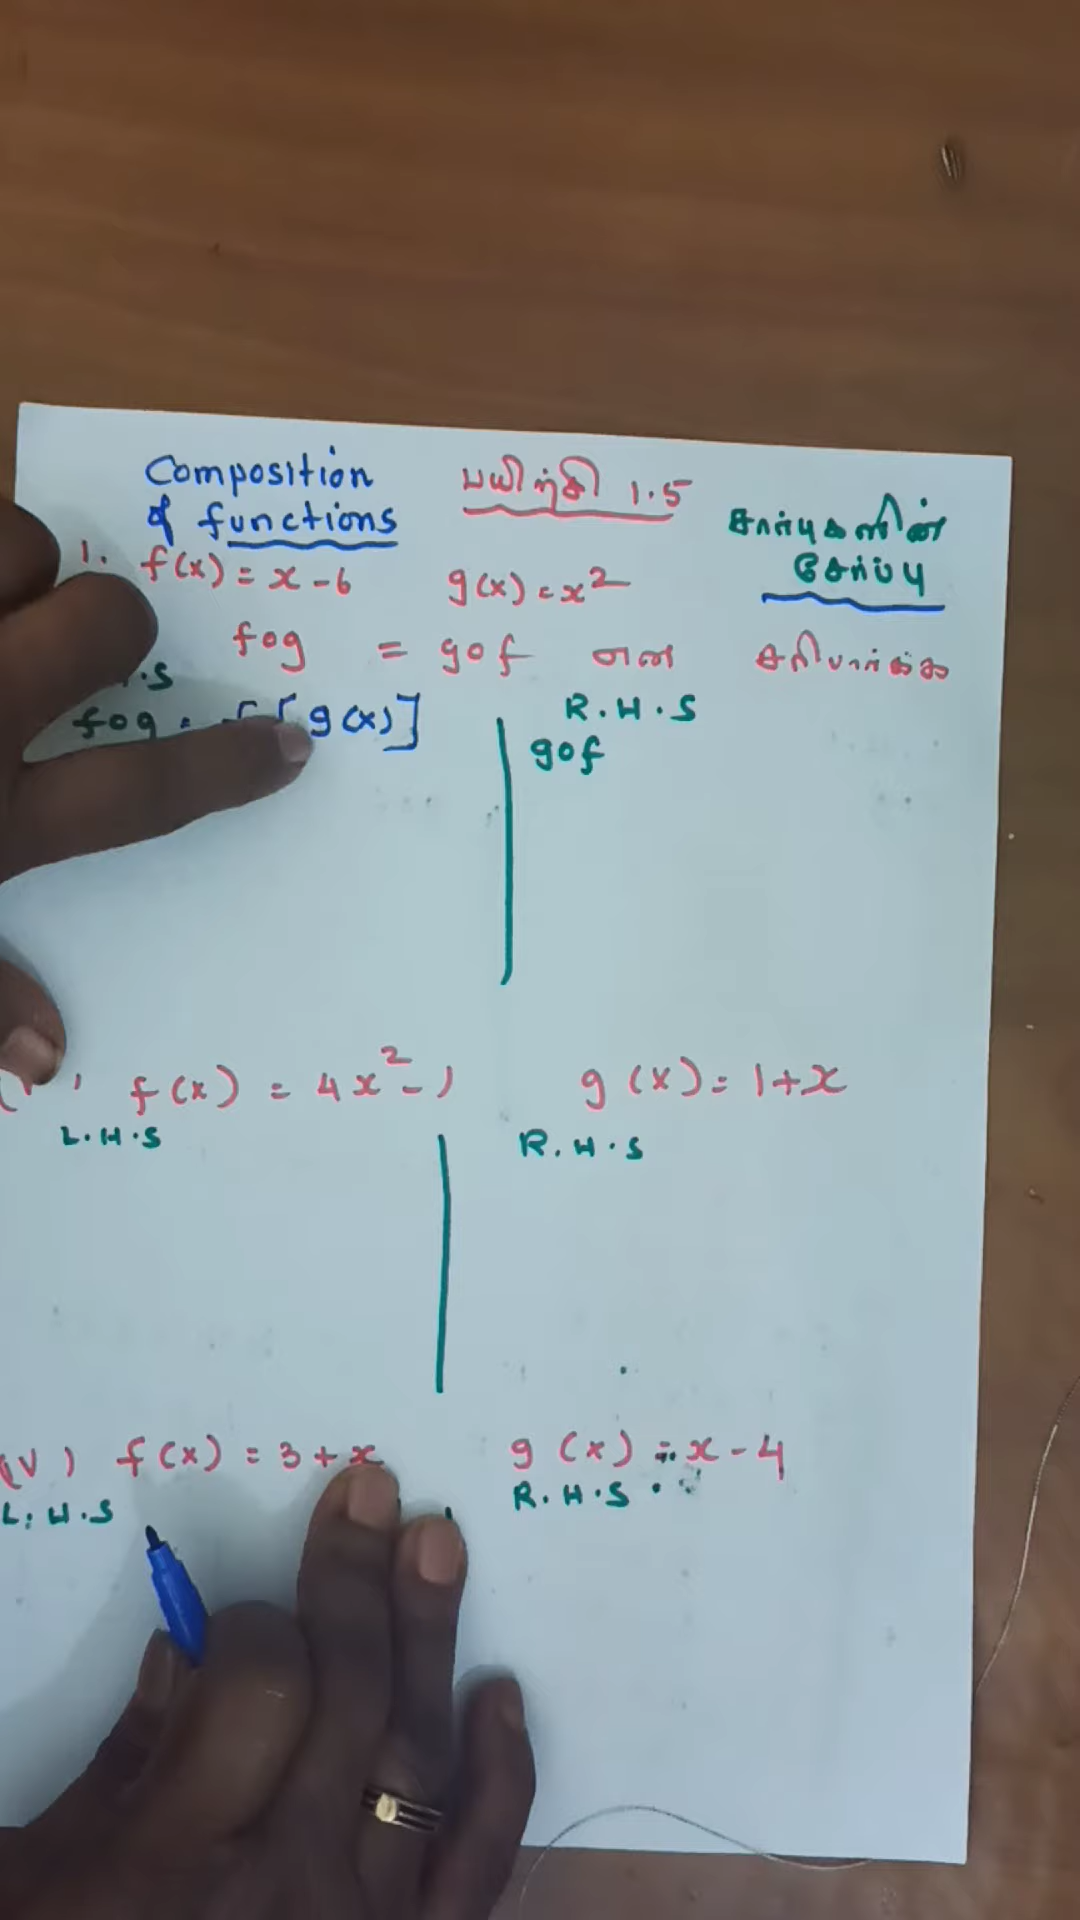 Composition
of functions
பயிற்சி 1.5
சார்புகளின்
சேர்ப்பு
1. f(x) = x - 6 g(x) = x²
fog = gof என சரிபார்க்க
.S R.H.S
fog = [g(x)] gof
f(x) = 4x² - 1 g(x) = 1+x
L.H.S R.H.S
(V) f(x) = 3 + x g(x) = x - 4
L.H.S R.H.S